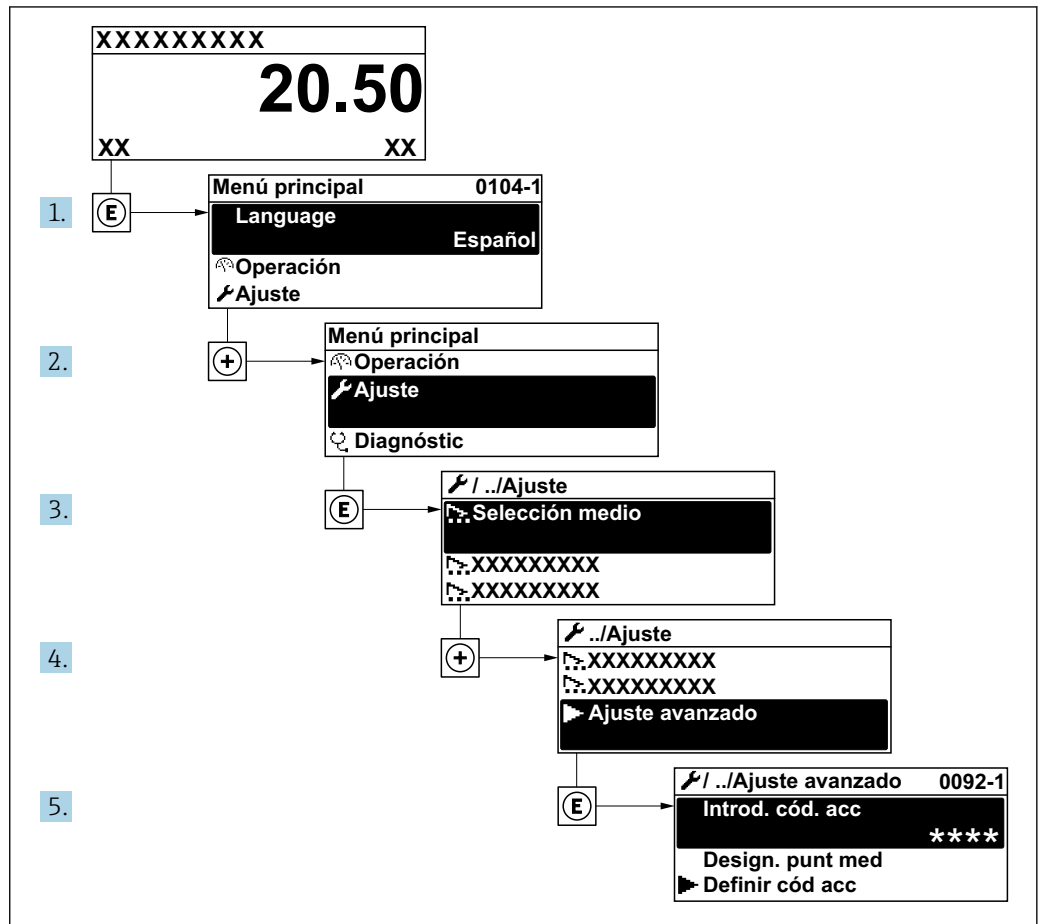 XXXXXXXXX
20.50
XX XX
1. E
Menú principal 0104-1
Language
Español
Operación
Ajuste
2. +
Menú principal
Operación
Ajuste
Diagnóstic
3. E
/ ../Ajuste
Selección medio
XXXXXXXXX
XXXXXXXXX
4. +
../Ajuste
XXXXXXXXX
XXXXXXXXX
Ajuste avanzado
5. E
/ ../Ajuste avanzado 0092-1
Introd. cód. acc
****
Design. punt med
Definir cód acc